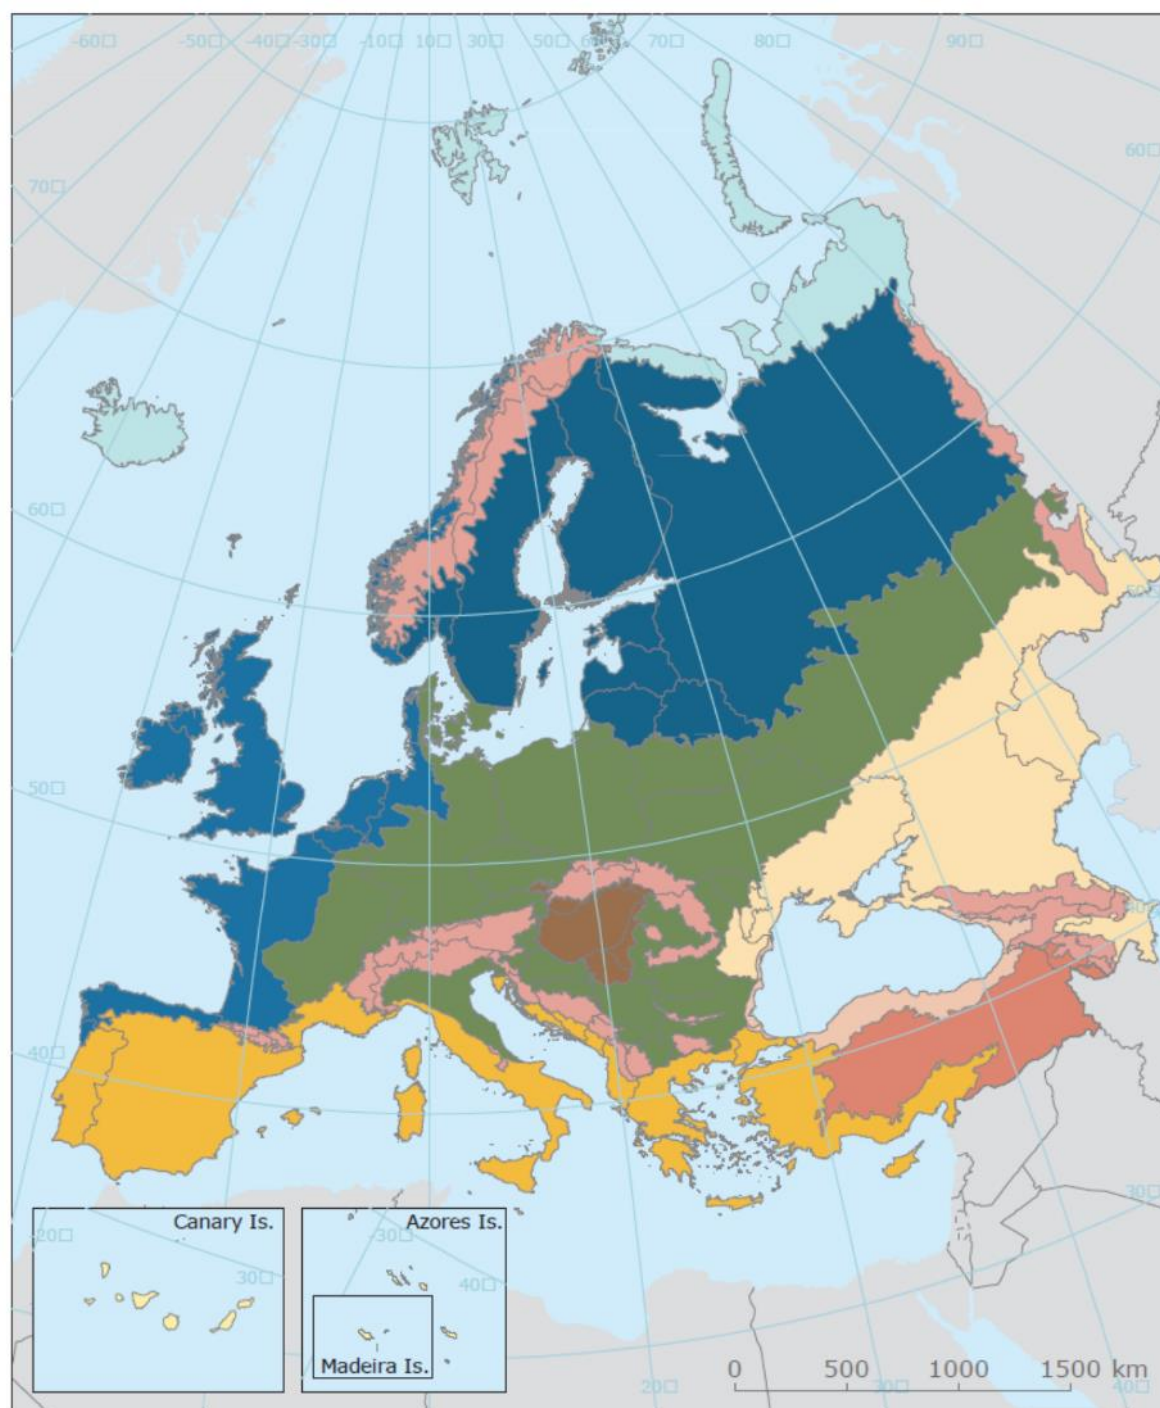 -60□ -50□ -40□ -30□ -10□ 10□ 30□ 50□ 70□ 80□ 90□
60□
70□
60□
50□
50□
40□
Canary Is.
-20□
30□
Azores Is.
-30□
40□
Madeira Is.
30□
0 500 1000 1500 km
20□ 30□ 40□